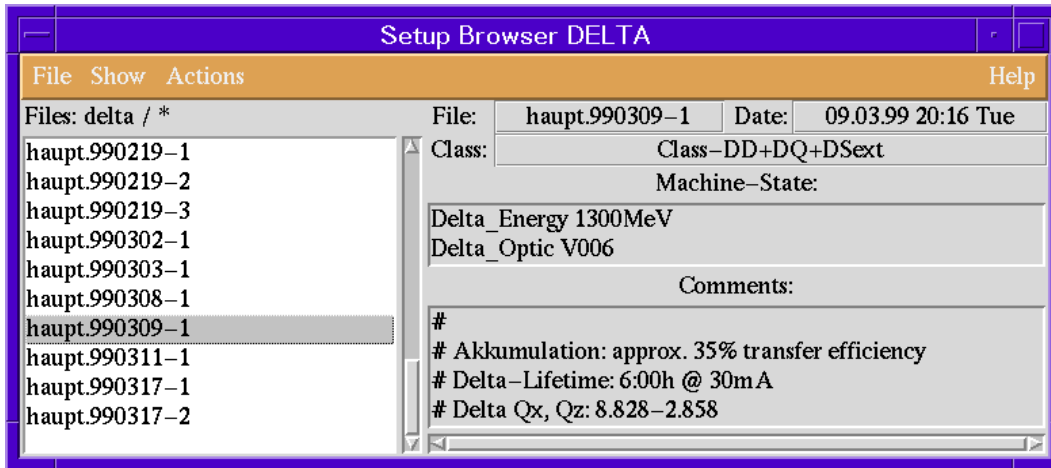 Setup Browser DELTA
File Show Actions Help
Files: delta / *
haupt.990219-1
haupt.990219-2
haupt.990219-3
haupt.990302-1
haupt.990303-1
haupt.990308-1
haupt.990309-1
haupt.990311-1
haupt.990317-1
haupt.990317-2
File: haupt.990309-1 Date: 09.03.99 20:16 Tue
Class: Class-DD+DQ+DSext
Machine-State:
Delta_Energy 1300MeV
Delta_Optic V006
Comments:
#
# Akkumulation: approx. 35% transfer efficiency
# Delta-Lifetime: 6:00h @ 30mA
# Delta Qx, Qz: 8.828-2.858